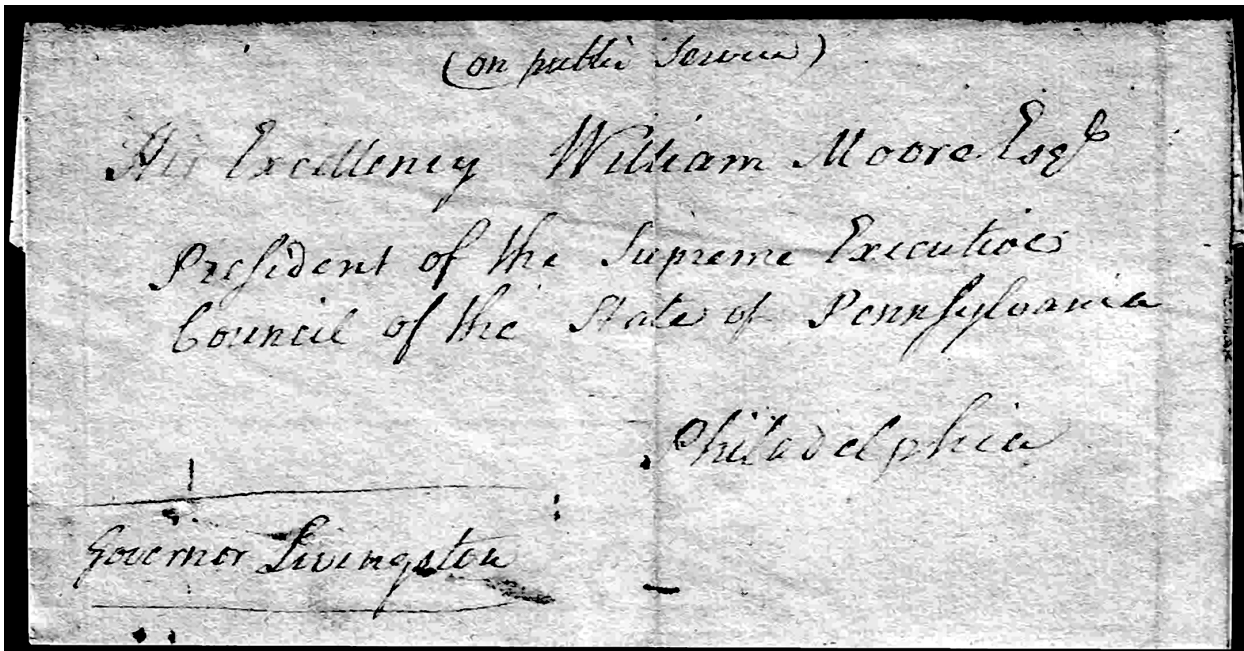 (on public Service)
His Excellency William Moore Esqr
President of the Supreme Executive
Council of the State of Pennsylvania
Philadelphia
Governor Livingston